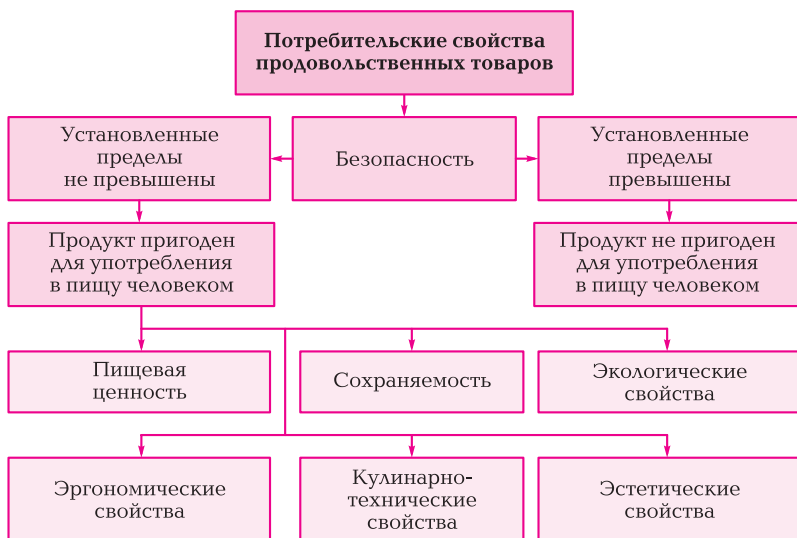 Потребительские свойства
продовольственных товаров
Установленные
пределы
не превышены
Безопасность
Установленные
пределы
превышены
Продукт пригоден
для употребления
в пищу человеком
Продукт не пригоден
для употребления
в пищу человеком
Пищевая
ценность
Сохраняемость
Экологические
свойства
Эргономические
свойства
Кулинарно-
технические
свойства
Эстетические
свойства